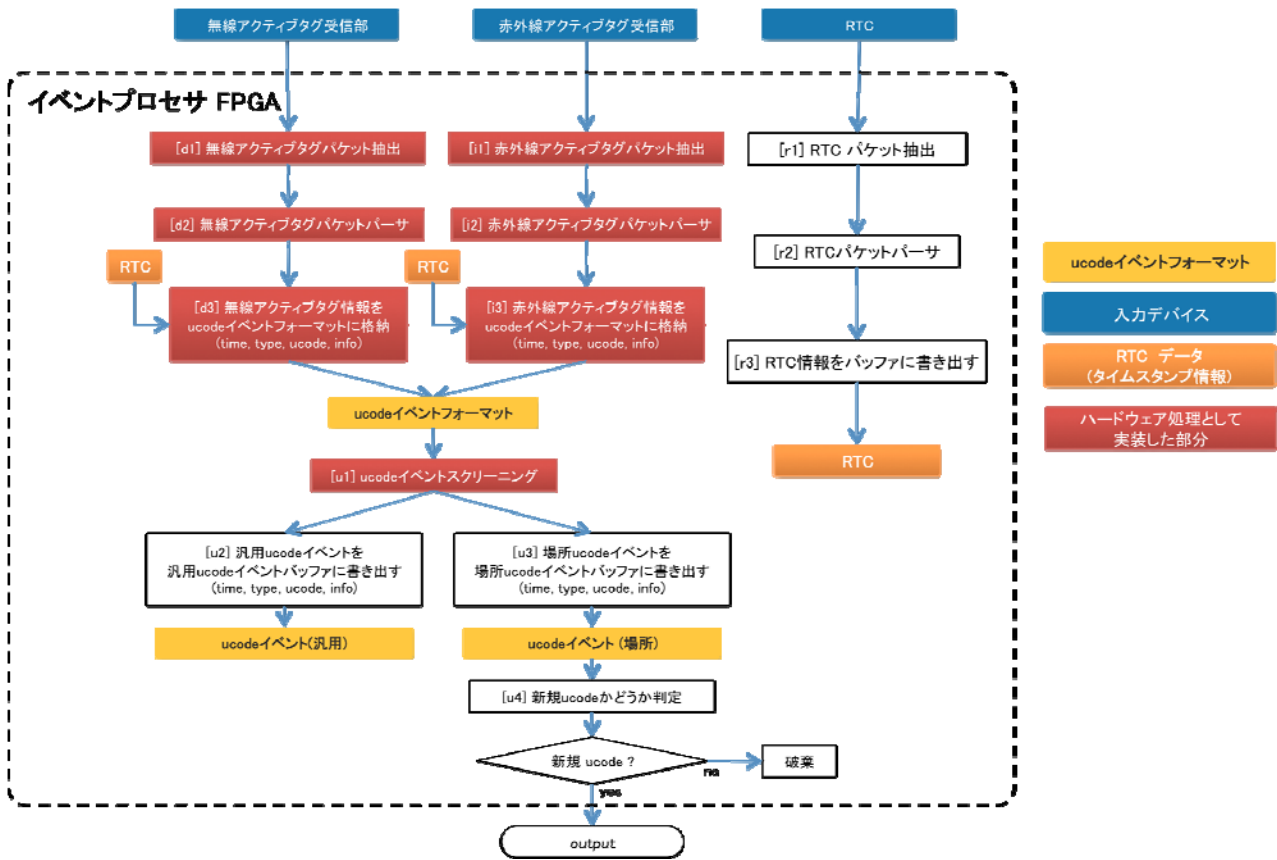 無線アクティブタグ受信部
赤外線アクティブタグ受信部
RTC
イベントプロセサ FPGA
[d1] 無線アクティブタグパケット抽出
[i1] 赤外線アクティブタグパケット抽出
[r1] RTC パケット抽出
[d2] 無線アクティブタグパケットパーサ
[i2] 赤外線アクティブタグパケットパーサ
[r2] RTCパケットパーサ
RTC
RTC
[d3] 無線アクティブタグ情報を
ucodeイベントフォーマットに格納
(time, type, ucode, info)
[i3] 赤外線アクティブタグ情報を
ucodeイベントフォーマットに格納
(time, type, ucode, info)
[r3] RTC情報をバッファに書き出す
ucodeイベントフォーマット
RTC
[u1] ucodeイベントスクリーニング
[u2] 汎用ucodeイベントを
汎用ucodeイベントバッファに書き出す
(time, type, ucode, info)
[u3] 場所ucodeイベントを
場所ucodeイベントバッファに書き出す
(time, type, ucode, info)
ucodeイベント(汎用)
ucodeイベント (場所)
[u4] 新規ucodeかどうか判定
新規 ucode ?
no
破棄
yes
output
ucodeイベントフォーマット
入力デバイス
RTC データ
(タイムスタンプ情報)
ハードウェア処理として
実装した部分